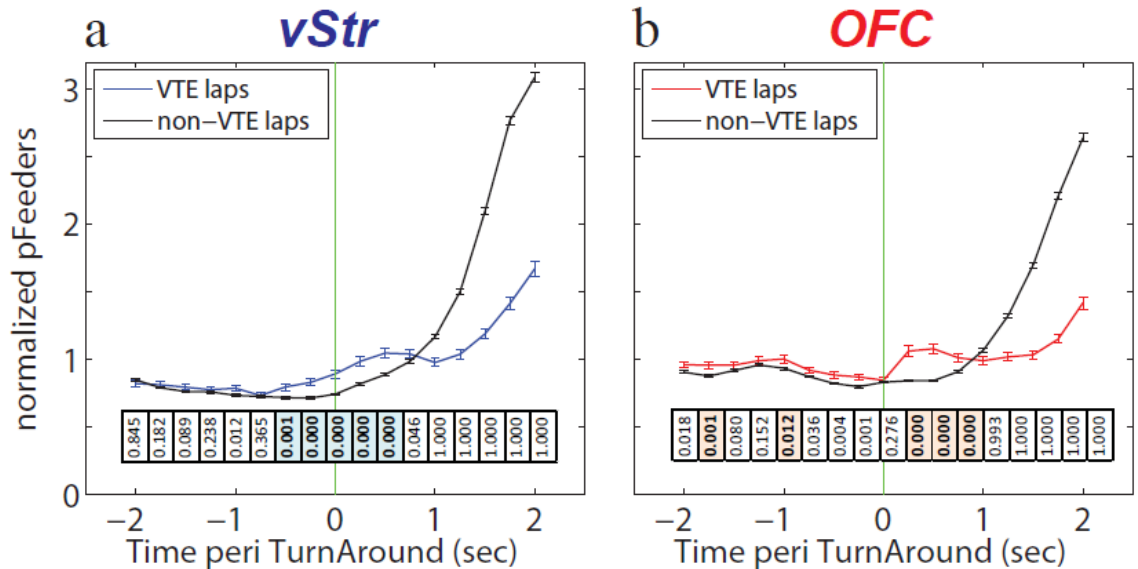 a vStr
b OFC
VTE laps
non-VTE laps
VTE laps
non-VTE laps
normalized pFeeders
3
2
1
0
0.845 0.182 0.089 0.238 0.012 0.365 0.001 0.000 0.000 0.000 0.000 0.046 1.000 1.000 1.000 1.000 1.000
0.018 0.001 0.080 0.152 0.012 0.036 0.004 0.001 0.276 0.000 0.000 0.000 0.993 1.000 1.000 1.000 1.000
−2 −1 0 1 2
−2 −1 0 1 2
Time peri TurnAround (sec)
Time peri TurnAround (sec)